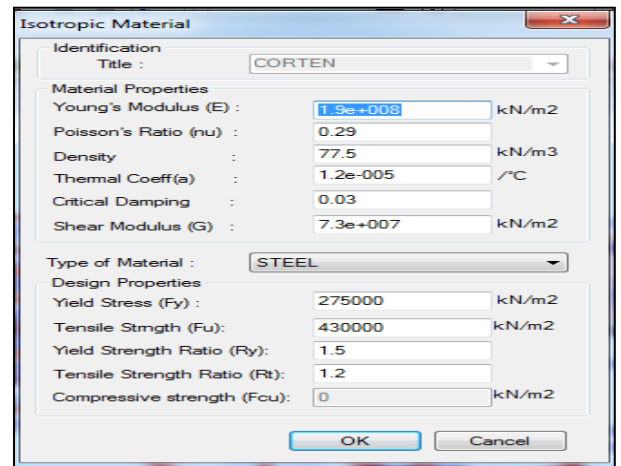 Isotropic Material
Identification
Title : CORTEN
Material Properties
Young's Modulus (E) : 1.9e+008 kN/m2
Poisson's Ratio (nu) : 0.29
Density : 77.5 kN/m3
Thermal Coeff(a) : 1.2e-005 /°C
Critical Damping : 0.03
Shear Modulus (G) : 7.3e+007 kN/m2
Type of Material : STEEL
Design Properties
Yield Stress (Fy) : 275000 kN/m2
Tensile Strngth (Fu): 430000 kN/m2
Yield Strength Ratio (Ry): 1.5
Tensile Strength Ratio (Rt): 1.2
Compressive strength (Fcu): 0 kN/m2
OK Cancel